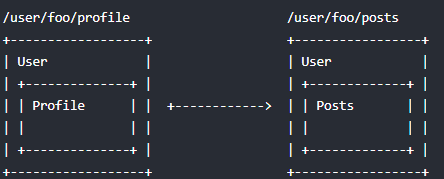 /user/foo/profile                     /user/foo/posts
+------------------+                  +-----------------+
| User             |                  | User            |
| +--------------+ |                  | +-------------+ |
| | Profile      | |  +------------>  | | Posts       | |
| |              | |                  | |             | |
| +--------------+ |                  | +-------------+ |
+------------------+                  +-----------------+